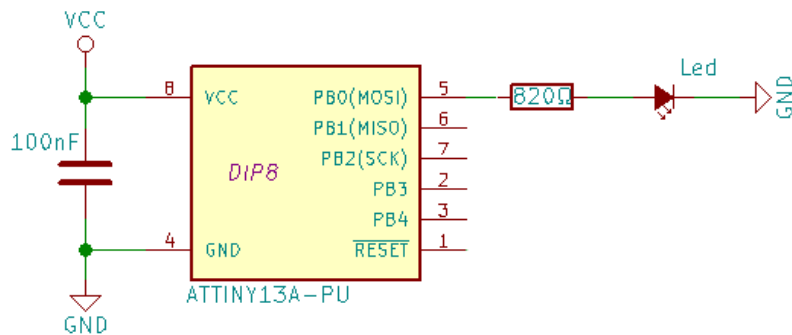 VCC
Led
8 VCC PB0(MOSI) 5 820Ω GND
PB1(MISO) 6
100nF PB2(SCK) 7
DIP8
PB3 2
PB4 3
4 GND RESET 1
ATTINY13A-PU
GND